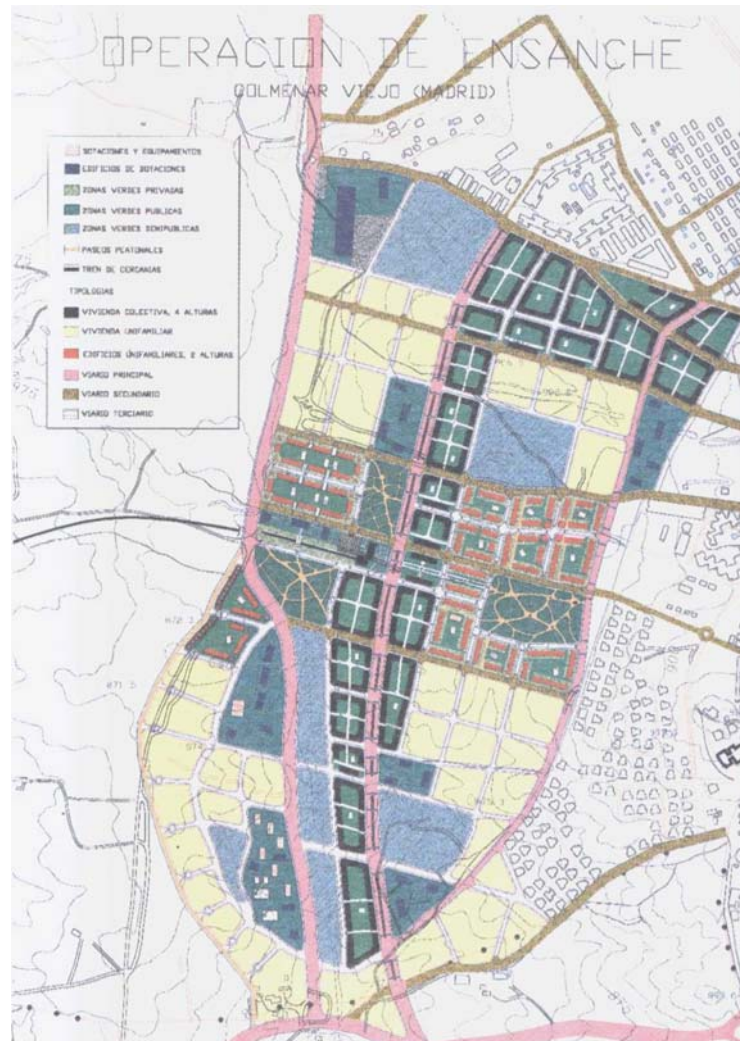 OPERACION DE ENSANCHE
COLMENAR VIEJO (MADRID)
DOTACIONES Y EQUIPAMIENTOS
EDIFICIOS DE DOTACIONES
ZONAS VERDES PRIVADAS
ZONAS VERDES PUBLICAS
ZONAS VERDES SEMIPUBLICAS
PASEOS PEATONALES
TREN DE CERCANIAS
TIPOLOGIAS
VIVIENDA COLECTIVA, 4 ALTURAS
VIVIENDA UNIFAMILIAR
EDIFICIOS UNIFAMILIARES, 2 ALTURAS
VIARIO PRINCIPAL
VIARIO SECUNDARIO
VIARIO TERCIARIO